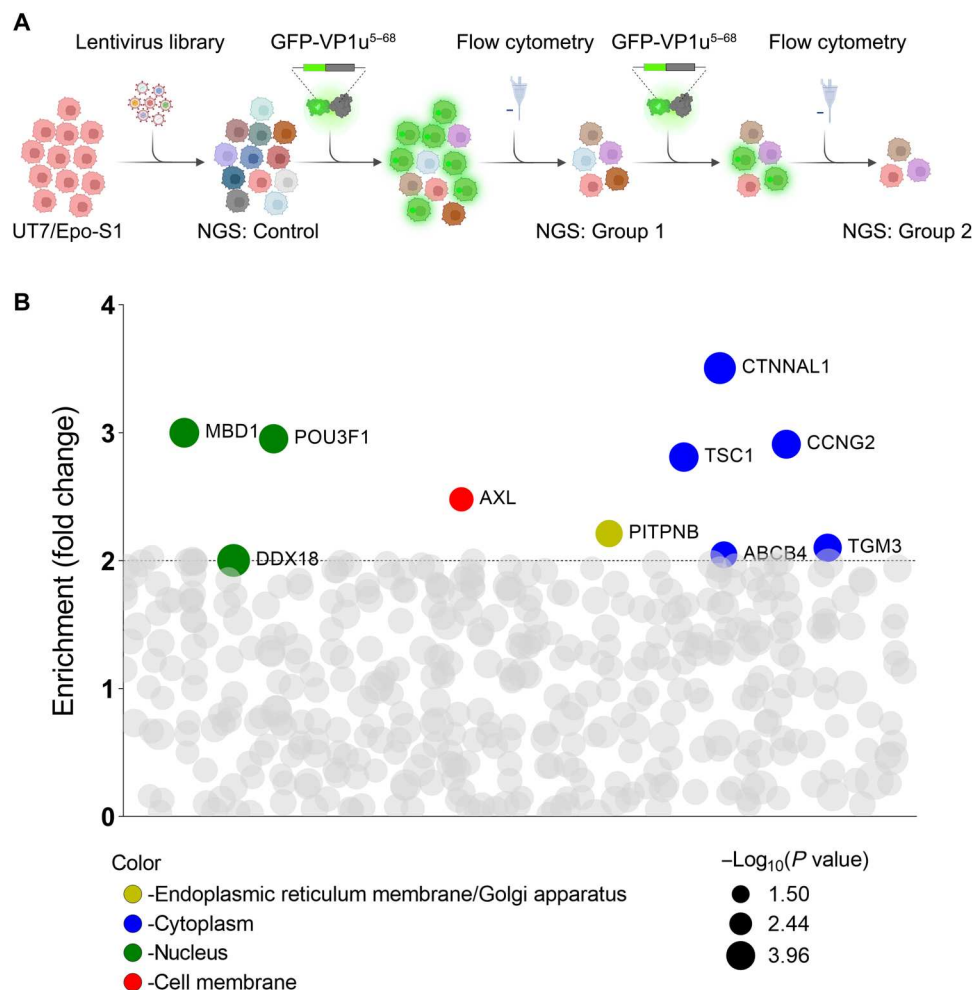 A
Lentivirus library
GFP-VP1u⁵⁻⁶⁸
Flow cytometry
GFP-VP1u⁵⁻⁶⁸
Flow cytometry
UT7/Epo-S1
NGS: Control
NGS: Group 1
NGS: Group 2
B
Enrichment (fold change)
4
3
2
1
0
CTNNAL1
MBD1
POU3F1
CCNG2
TSC1
AXL
PITPNB
DDX18
ABCB4
TGM3
Color
-Endoplasmic reticulum membrane/Golgi apparatus
-Cytoplasm
-Nucleus
-Cell membrane
–Log₁₀(P value)
1.50
2.44
3.96